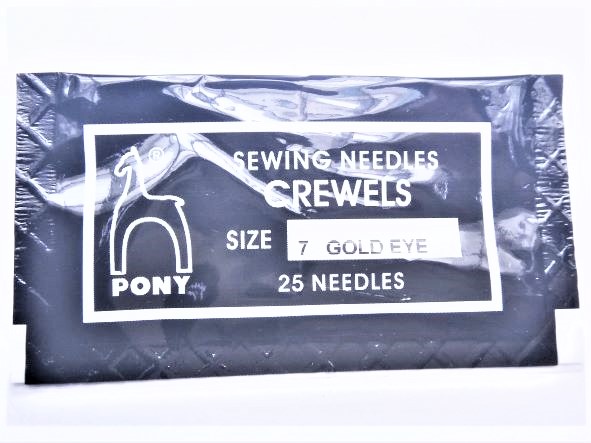 SEWING NEEDLES
CREWELS
SIZE 7 GOLD EYE
25 NEEDLES
®
PONY